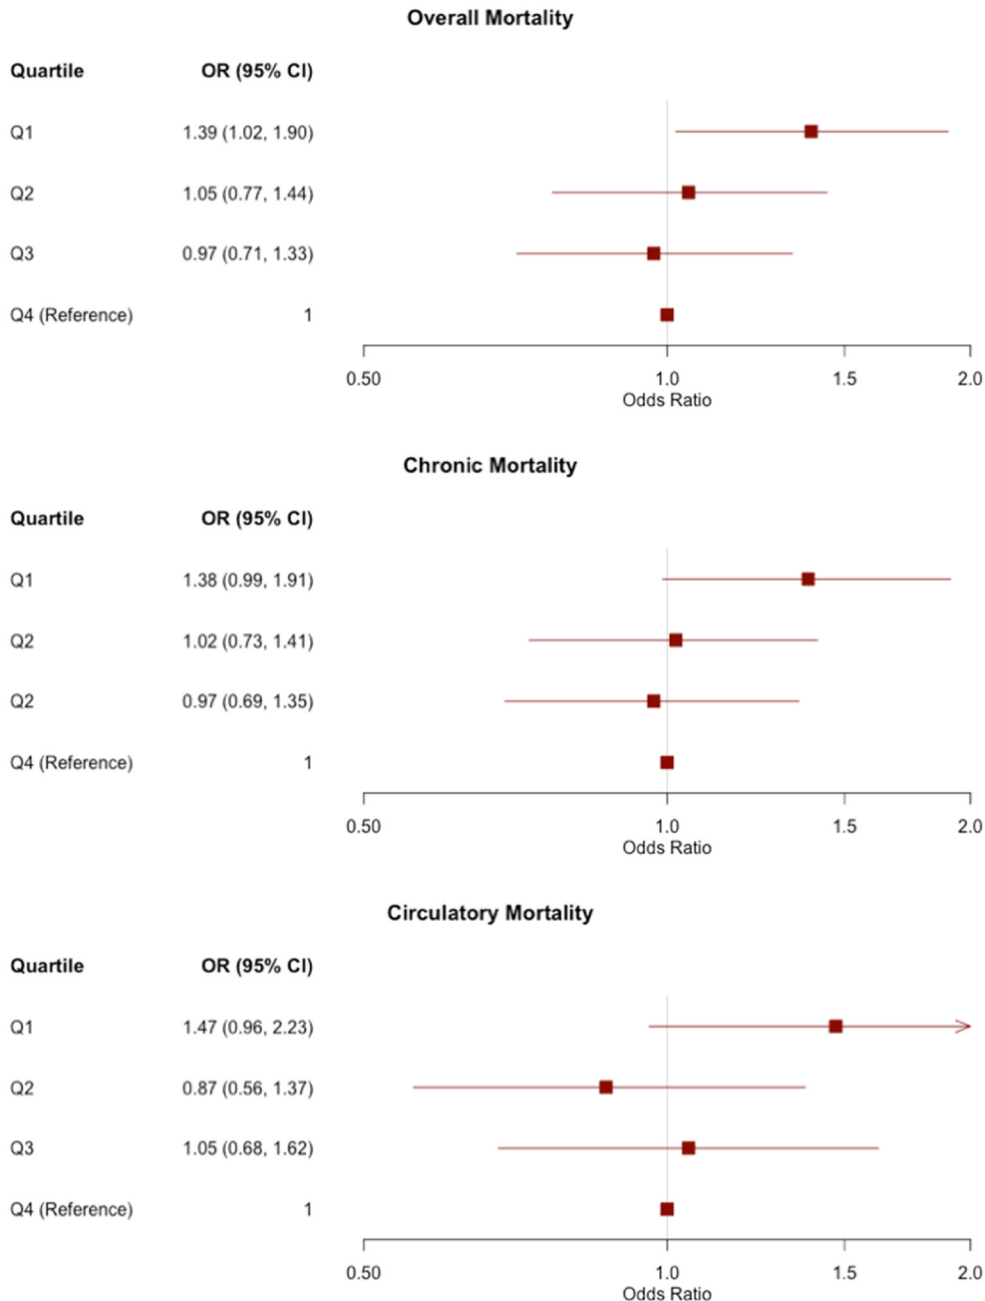 Overall Mortality
Quartile OR (95% CI)
Q1 1.39 (1.02, 1.90)
Q2 1.05 (0.77, 1.44)
Q3 0.97 (0.71, 1.33)
Q4 (Reference) 1
0.50 1.0 1.5 2.0
Odds Ratio
Chronic Mortality
Quartile OR (95% CI)
Q1 1.38 (0.99, 1.91)
Q2 1.02 (0.73, 1.41)
Q2 0.97 (0.69, 1.35)
Q4 (Reference) 1
0.50 1.0 1.5 2.0
Odds Ratio
Circulatory Mortality
Quartile OR (95% CI)
Q1 1.47 (0.96, 2.23)
Q2 0.87 (0.56, 1.37)
Q3 1.05 (0.68, 1.62)
Q4 (Reference) 1
0.50 1.0 1.5 2.0
Odds Ratio